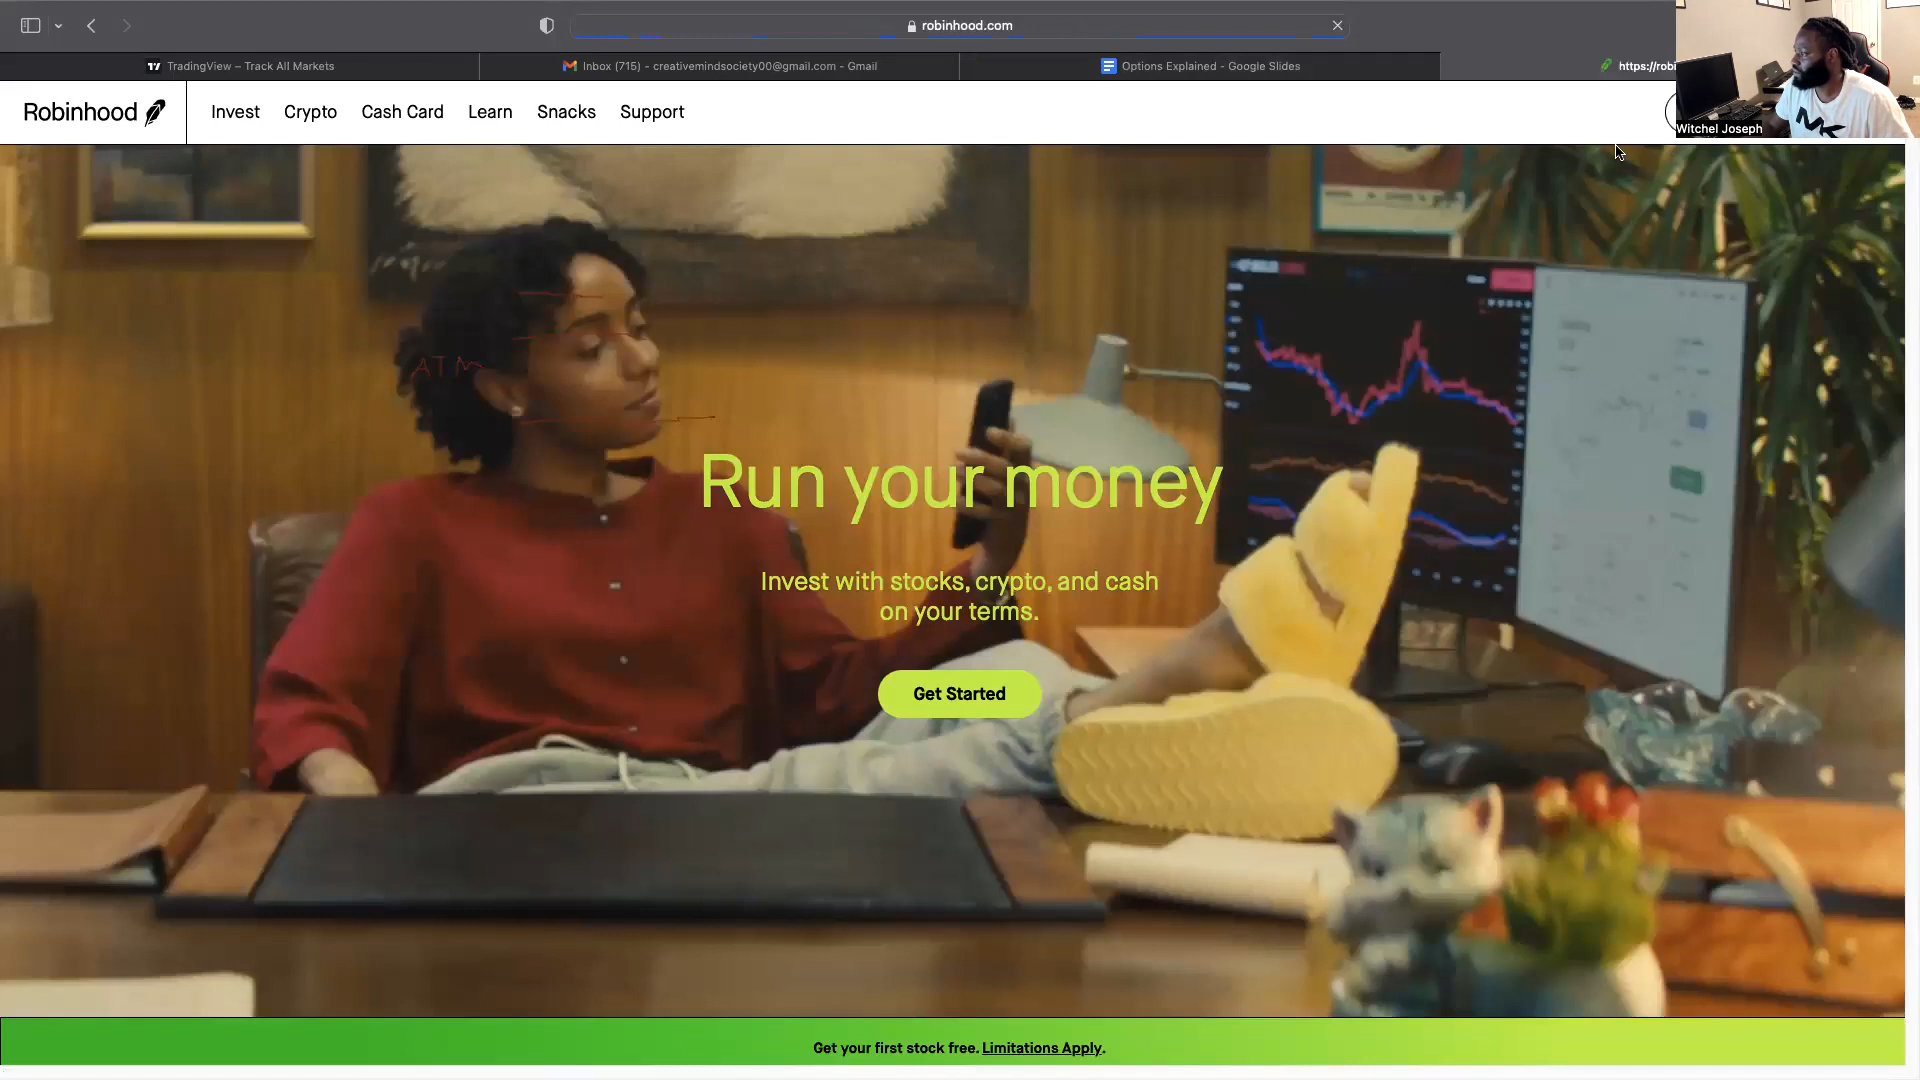 robinhood.com
TradingView – Track All Markets
Inbox (715) - creativemindsociety00@gmail.com - Gmail
Options Explained - Google Slides
https://robi
Robinhood
Invest
Crypto
Cash Card
Learn
Snacks
Support
MK
Witchel Joseph
ATM
Run your money
Invest with stocks, crypto, and cash
on your terms.
Get Started
Get your first stock free. Limitations Apply.